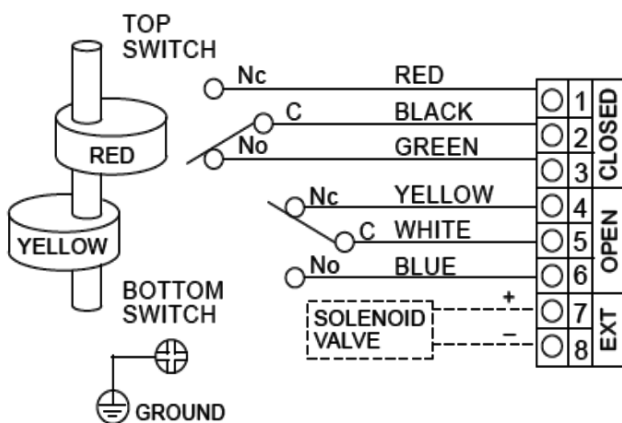 TOP
SWITCH
RED
YELLOW
BOTTOM
SWITCH
GROUND
Nc RED
C BLACK
No GREEN
Nc YELLOW
C WHITE
No BLUE
SOLENOID
VALVE
+
–
1
2
3
4
5
6
7
8
CLOSED
OPEN
EXT